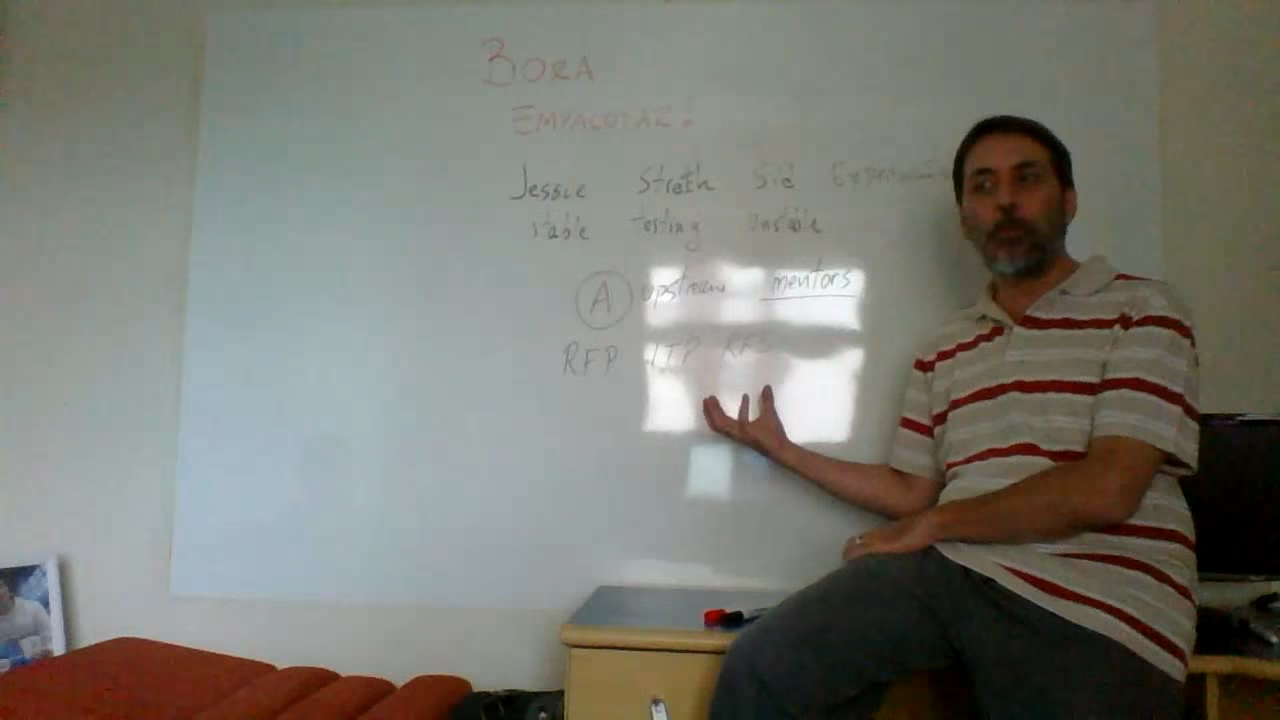 BORA
EMPACOTAR!
Jessie Stretch Sid Experimental
stable testing unstable
A upstream mentors
RFP ITP RFS